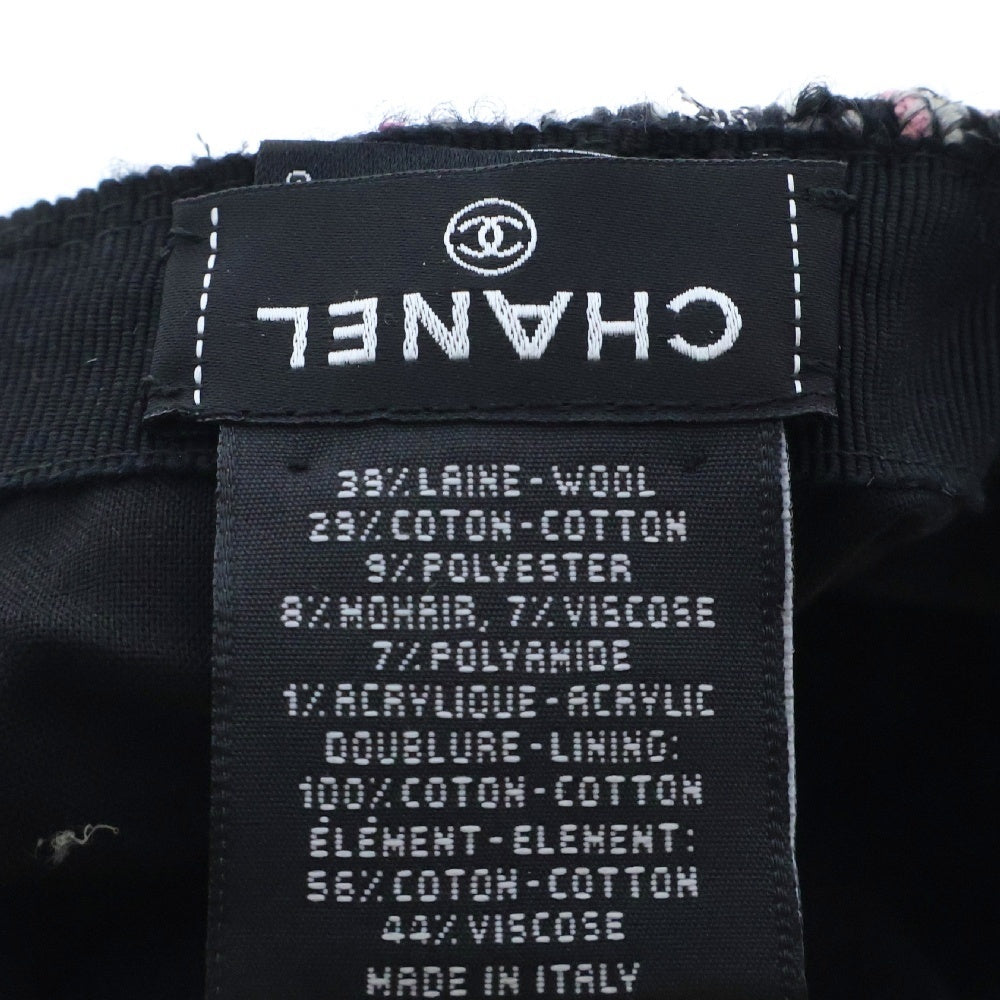 CHANEL
39% LAINE-WOOL
29% COTON-COTTON
9% POLYESTER
8% MOHAIR, 7% VISCOSE
7% POLYAMIDE
1% ACRYLIQUE-ACRYLIC
DOUBLURE-LINING:
100% COTON-COTTON
ÉLÉMENT-ELEMENT:
56% COTON-COTTON
44% VISCOSE
MADE IN ITALY